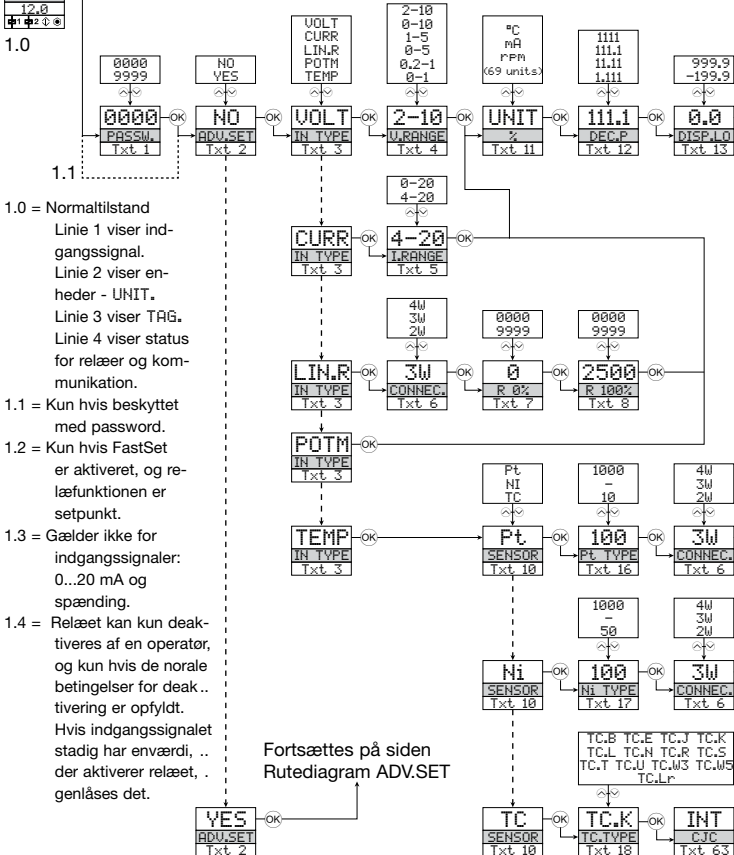 12.0
1 2
1.0
0000
9999
NO
YES
VOLT
CURR
LIN.R
POTM
TEMP
2-10
0-10
1-5
0-5
0.2-1
0-1
°C
mA
rpm
(69 units)
1111
111.1
11.11
1.111
999.9
-199.9
0000
PASSW.
Txt 1
OK
NO
ADV.SET
Txt 2
OK
VOLT
IN TYPE
Txt 3
OK
2-10
V.RANGE
Txt 4
OK
UNIT
%
Txt 11
OK
111.1
DEC.P
Txt 12
OK
0.0
DISP.LO
Txt 13
1.1
0-20
4-20
CURR
IN TYPE
Txt 3
OK
4-20
I.RANGE
Txt 5
OK
4W
3W
2W
0000
9999
0000
9999
LIN.R
IN TYPE
Txt 3
OK
3W
CONNEC.
Txt 6
OK
0
R 0%
Txt 7
OK
2500
R 100%
Txt 8
OK
POTM
IN TYPE
Txt 3
OK
Pt
NI
TC
1000
-
10
4W
3W
2W
TEMP
IN TYPE
Txt 3
OK
Pt
SENSOR
Txt 10
OK
100
Pt TYPE
Txt 16
OK
3W
CONNEC.
Txt 6
1000
-
50
4W
3W
2W
Ni
SENSOR
Txt 10
OK
100
Ni TYPE
Txt 17
OK
3W
CONNEC.
Txt 6
TC.B TC.E TC.J TC.K
TC.L TC.N TC.R TC.S
TC.T TC.U TC.W3 TC.W5
TC.Lr
YES
ADV.SET
Txt 2
OK
TC
SENSOR
Txt 10
OK
TC.K
TC.TYPE
Txt 18
OK
INT
CJC
Txt 63
1.0 = Normaltilstand
Linie 1 viser ind-
gangssignal.
Linie 2 viser en-
heder - UNIT.
Linie 3 viser TAG.
Linie 4 viser status
for relæer og kom-
munikation.
1.1 = Kun hvis beskyttet
med password.
1.2 = Kun hvis FastSet
er aktiveret, og re-
læfunktionen er
setpunkt.
1.3 = Gælder ikke for
indgangssignaler:
0...20 mA og
spænding.
1.4 = Relæet kan kun deak-
tiveres af en operatør,
og kun hvis de norale
betingelser for deak..
tivering er opfyldt.
Hvis indgangssignalet
stadig har enværdi, ..
der aktiverer relæet, .
genlåses det.
Fortsættes på siden
Rutediagram ADV.SET